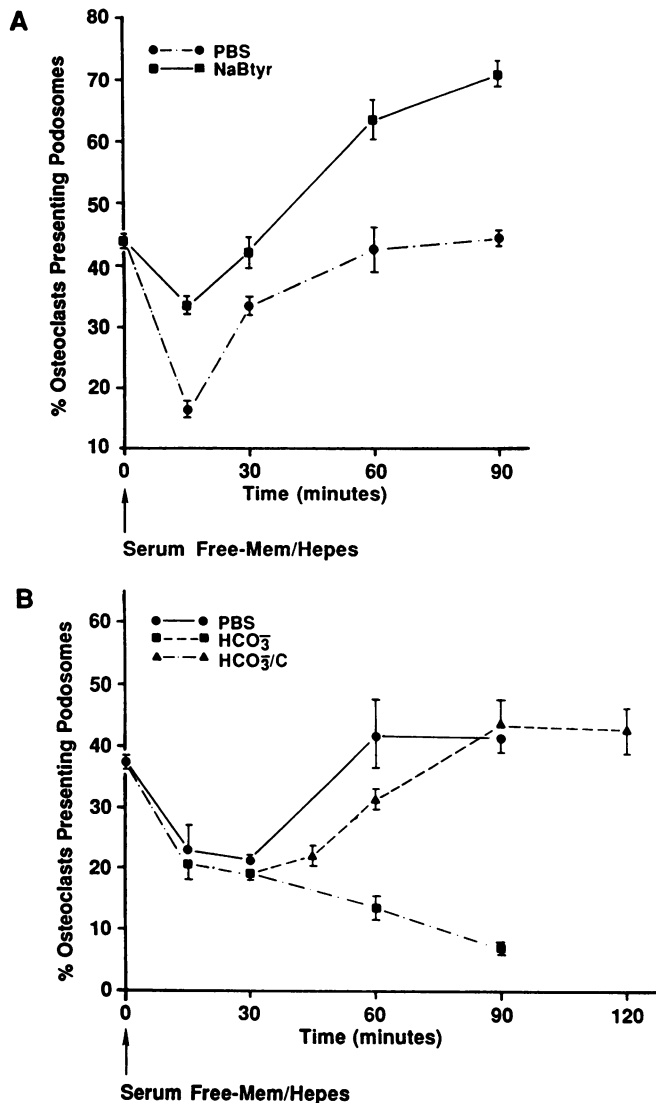 A
80
70
60
50
40
30
20
10
% Osteoclasts Presenting Podosomes
PBS
NaBtyr
0 30 60 90
Time (minutes)
Serum Free-Mem/Hepes
B
60
50
40
30
20
10
0
% Osteoclasts Presenting Podosomes
PBS
HCO₃⁻
HCO₃⁻/C
0 30 60 90 120
Time (minutes)
Serum Free-Mem/Hepes